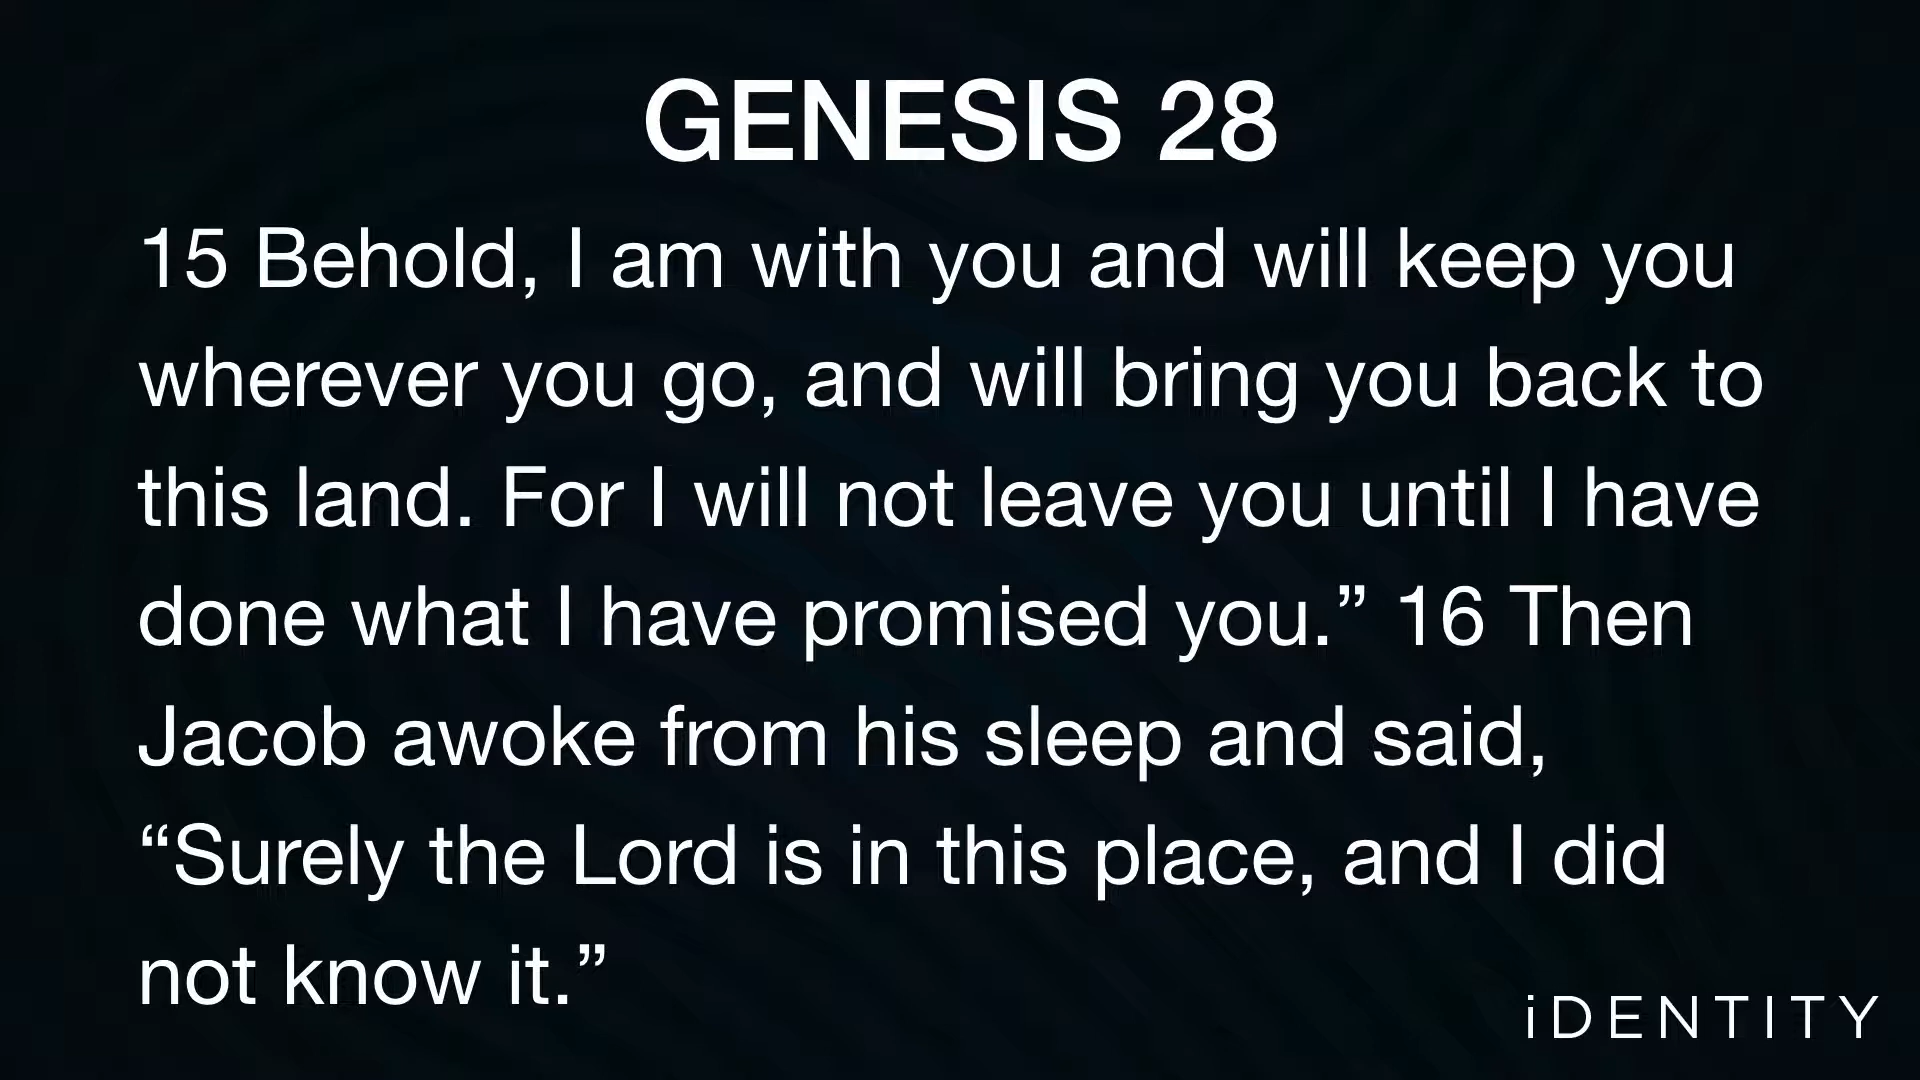 GENESIS 28
15 Behold, I am with you and will keep you
wherever you go, and will bring you back to
this land. For I will not leave you until I have
done what I have promised you.” 16 Then
Jacob awoke from his sleep and said,
“Surely the Lord is in this place, and I did
not know it.”
iDENTITY